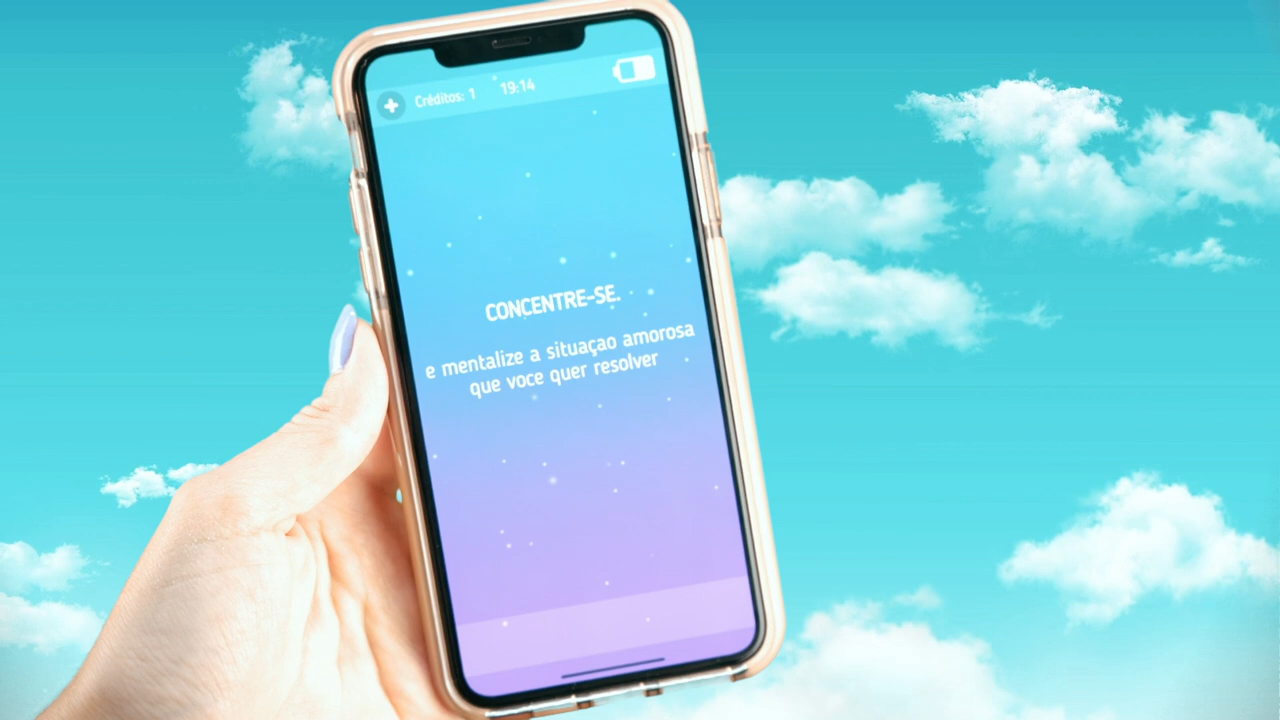 Créditos: 1 19:14
CONCENTRE-SE.
e mentalize a situaçao amorosa
que voce quer resolver